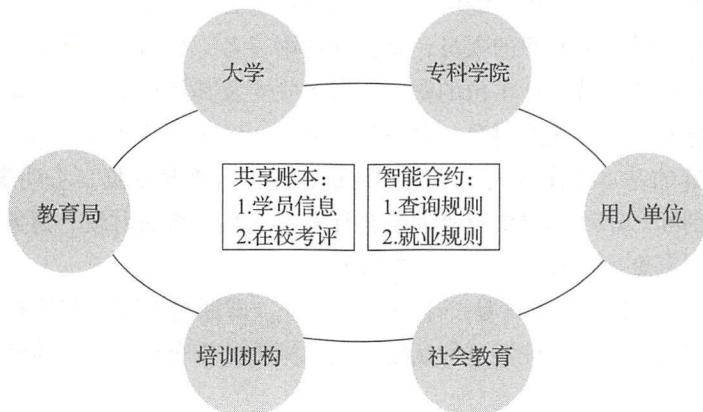 大学
专科学院
教育局
共享账本：
1.学员信息
2.在校考评
智能合约：
1.查询规则
2.就业规则
用人单位
培训机构
社会教育